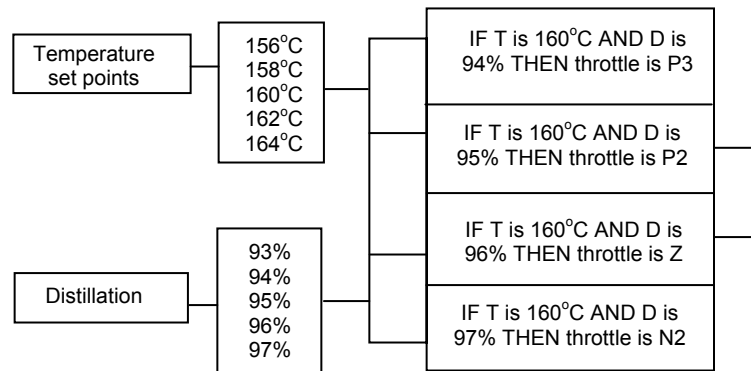 Temperature
set points
156°C
158°C
160°C
162°C
164°C
IF T is 160°C AND D is
94% THEN throttle is P3
IF T is 160°C AND D is
95% THEN throttle is P2
Distillation
93%
94%
95%
96%
97%
IF T is 160°C AND D is
96% THEN throttle is Z
IF T is 160°C AND D is
97% THEN throttle is N2